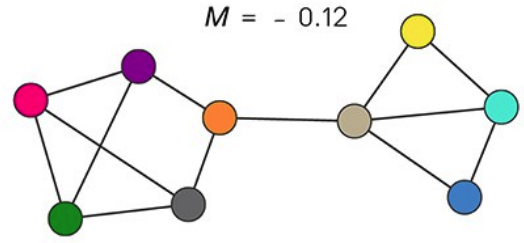 M = - 0.12